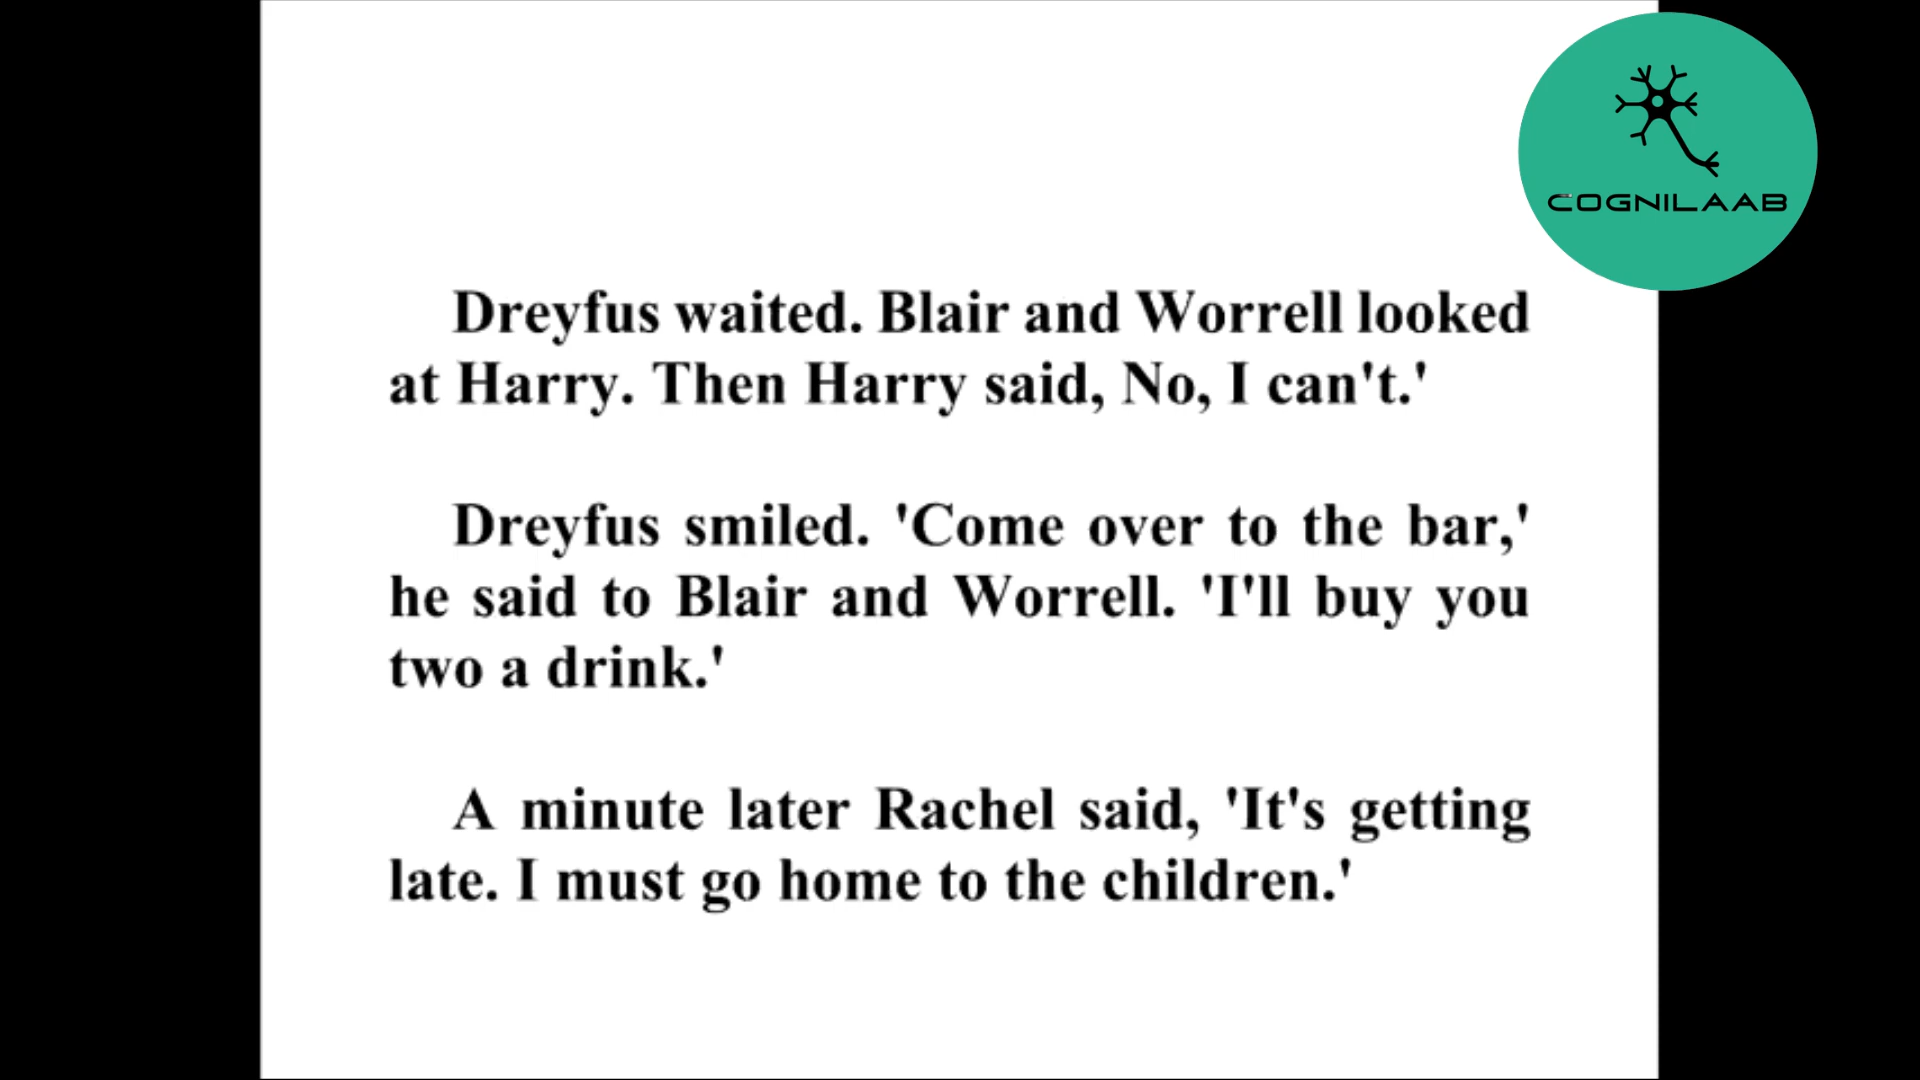 COGNILAAB
Dreyfus waited. Blair and Worrell looked
at Harry. Then Harry said, No, I can't.'
Dreyfus smiled. 'Come over to the bar,'
he said to Blair and Worrell. 'I'll buy you
two a drink.'
A minute later Rachel said, 'It's getting
late. I must go home to the children.'